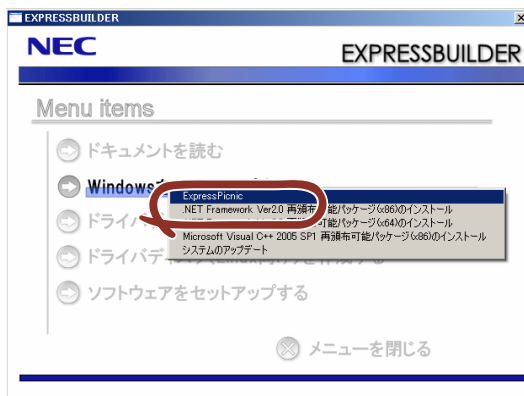 EXPRESSBUILDER
NEC
EXPRESSBUILDER
Menu items
ドキュメントを読む
Windows
ExpressPicnic
.NET Framework Ver2.0 再頒布可能パッケージ(x86)のインストール
可能パッケージ(x64)のインストール
Microsoft Visual C++ 2005 SP1 再頒布可能パッケージ(x86)のインストール
システムのアップデート
ドライバ
ドライバデ
ソフトウェアをセットアップする
メニューを閉じる